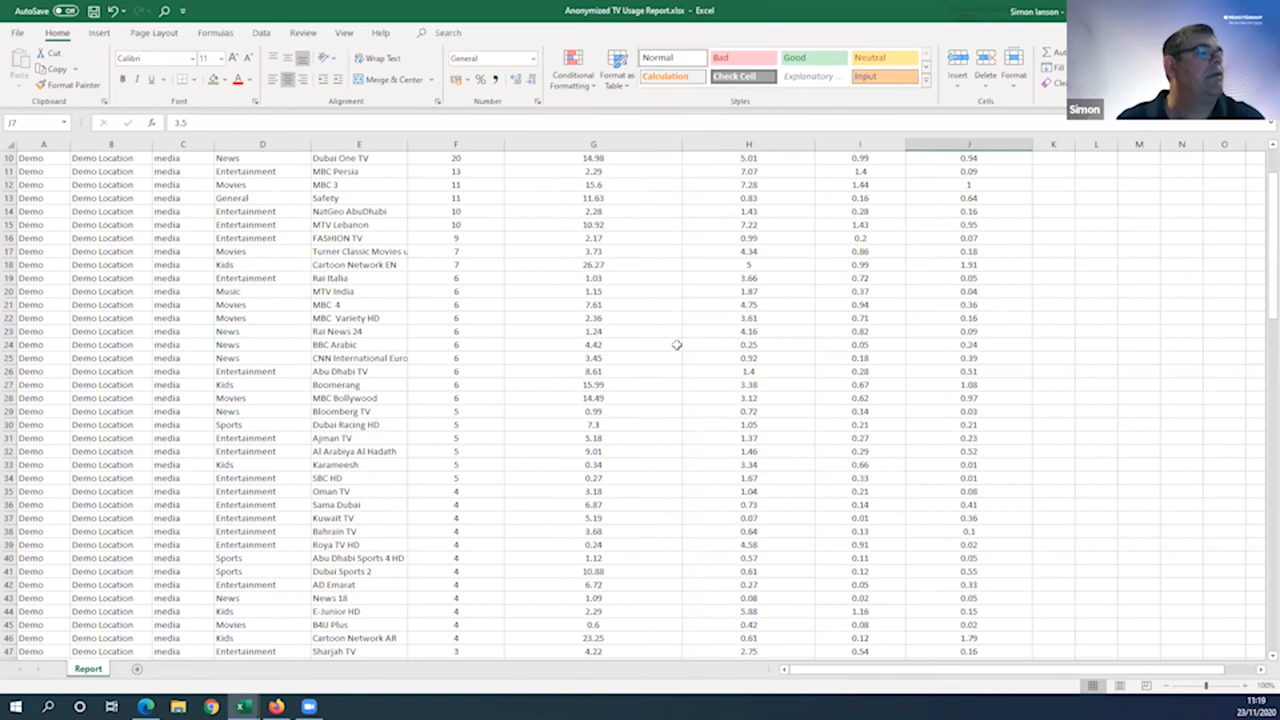 AutoSave Off Anonymized TV Usage Report.xlsx - Excel Simon Ianson
File Home Insert Page Layout Formulas Data Review View Help Search
Paste Cut Copy Format Painter Clipboard
Calibri 11 B I U Font
Wrap Text Merge & Center Alignment
General % Number
Conditional Formatting Format as Table Normal Bad Good Neutral Calculation Check Cell Explanatory ... Input Styles
Insert Delete Format Cells
Simon
J7 fx 3.5
A B C D E F G H I J K L M N O
10 Demo Demo Location media News Dubai One TV 20 14.98 5.01 0.99 0.94
11 Demo Demo Location media Entertainment MBC Persia 13 2.29 7.07 1.4 0.09
12 Demo Demo Location media Movies MBC 3 11 15.6 7.28 1.44 1
13 Demo Demo Location media General Safety 11 11.63 0.83 0.16 0.64
14 Demo Demo Location media Entertainment NatGeo AbuDhabi 10 2.28 1.43 0.28 0.16
15 Demo Demo Location media Entertainment MTV Lebanon 10 10.92 7.22 1.43 0.95
16 Demo Demo Location media Entertainment FASHION TV 9 2.17 0.99 0.2 0.07
17 Demo Demo Location media Movies Turner Classic Movies u 7 3.73 4.34 0.86 0.18
18 Demo Demo Location media Kids Cartoon Network EN 7 26.27 5 0.99 1.91
19 Demo Demo Location media Entertainment Rai Italia 6 1.03 3.66 0.72 0.05
20 Demo Demo Location media Music MTV India 6 1.15 1.87 0.37 0.04
21 Demo Demo Location media Movies MBC 4 6 7.61 4.75 0.94 0.36
22 Demo Demo Location media Movies MBC Variety HD 6 2.36 3.61 0.71 0.16
23 Demo Demo Location media News Rai News 24 6 1.24 4.16 0.82 0.09
24 Demo Demo Location media News BBC Arabic 6 4.42 0.25 0.05 0.24
25 Demo Demo Location media News CNN International Euro 6 3.45 0.92 0.18 0.39
26 Demo Demo Location media Entertainment Abu Dhabi TV 6 8.61 1.4 0.28 0.51
27 Demo Demo Location media Kids Boomerang 6 15.99 3.38 0.67 1.08
28 Demo Demo Location media Movies MBC Bollywood 6 14.49 3.12 0.62 0.97
29 Demo Demo Location media News Bloomberg TV 5 0.99 0.72 0.14 0.03
30 Demo Demo Location media Sports Dubai Racing HD 5 7.3 1.05 0.21 0.21
31 Demo Demo Location media Entertainment Ajman TV 5 5.18 1.37 0.27 0.23
32 Demo Demo Location media Entertainment Al Arabiya Al Hadath 5 9.01 1.46 0.29 0.52
33 Demo Demo Location media Kids Karameesh 5 0.34 3.34 0.66 0.01
34 Demo Demo Location media Entertainment SBC HD 5 0.27 1.67 0.33 0.01
35 Demo Demo Location media Entertainment Oman TV 4 3.18 1.04 0.21 0.08
36 Demo Demo Location media Entertainment Sama Dubai 4 6.87 0.73 0.14 0.41
37 Demo Demo Location media Entertainment Kuwait TV 4 5.19 0.07 0.01 0.36
38 Demo Demo Location media Entertainment Bahrain TV 4 3.68 0.64 0.13 0.1
39 Demo Demo Location media Entertainment Roya TV HD 4 0.24 4.58 0.91 0.02
40 Demo Demo Location media Sports Abu Dhabi Sports 4 HD 4 1.12 0.57 0.11 0.05
41 Demo Demo Location media Sports Dubai Sports 2 4 10.88 0.61 0.12 0.55
42 Demo Demo Location media Entertainment AD Emarat 4 6.72 0.27 0.05 0.33
43 Demo Demo Location media News News 18 4 1.09 0.08 0.02 0.05
44 Demo Demo Location media Kids E-Junior HD 4 2.29 5.88 1.16 0.15
45 Demo Demo Location media Movies B4U Plus 4 0.6 0.42 0.08 0.02
46 Demo Demo Location media Kids Cartoon Network AR 4 23.25 0.61 0.12 1.79
47 Demo Demo Location media Entertainment Sharjah TV 3 4.22 2.75 0.54 0.16
Report
100%
11:19
23/11/2020